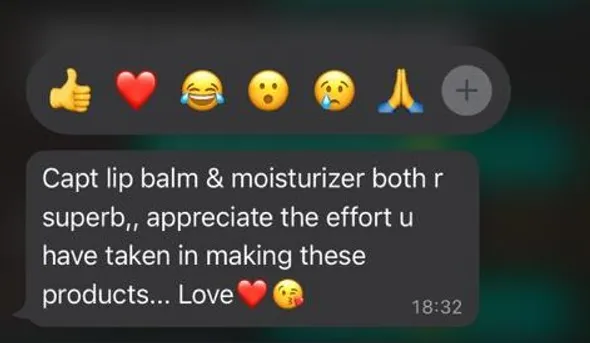 Capt lip balm & moisturizer both r
superb,, appreciate the effort u
have taken in making these
products... Love❤️😘
18:32